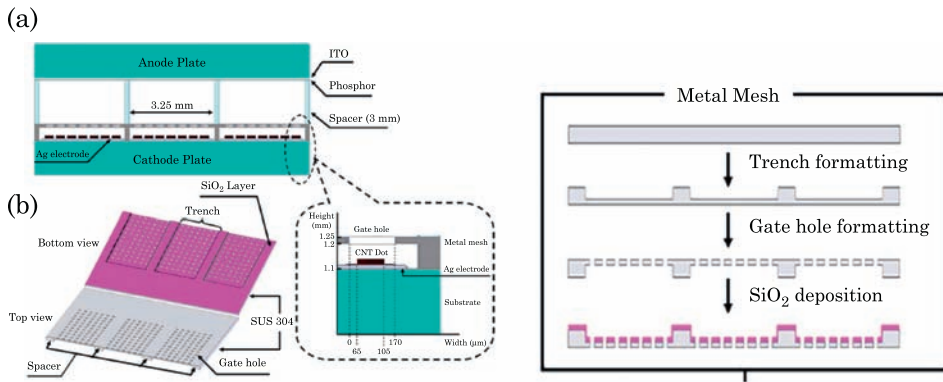 (a)
Anode Plate
ITO
Phosphor
3.25 mm
Spacer (3 mm)
Ag electrode
Cathode Plate
(b)
SiO₂ Layer
Trench
Bottom view
SUS 304
Top view
Spacer
Gate hole
Height
(mm)
Gate hole
1.25
1.2
Metal mesh
CNT Dot
1.1
Ag electrode
Substrate
0
170
Width (μm)
65
105
Metal Mesh
Trench formatting
Gate hole formatting
SiO₂ deposition